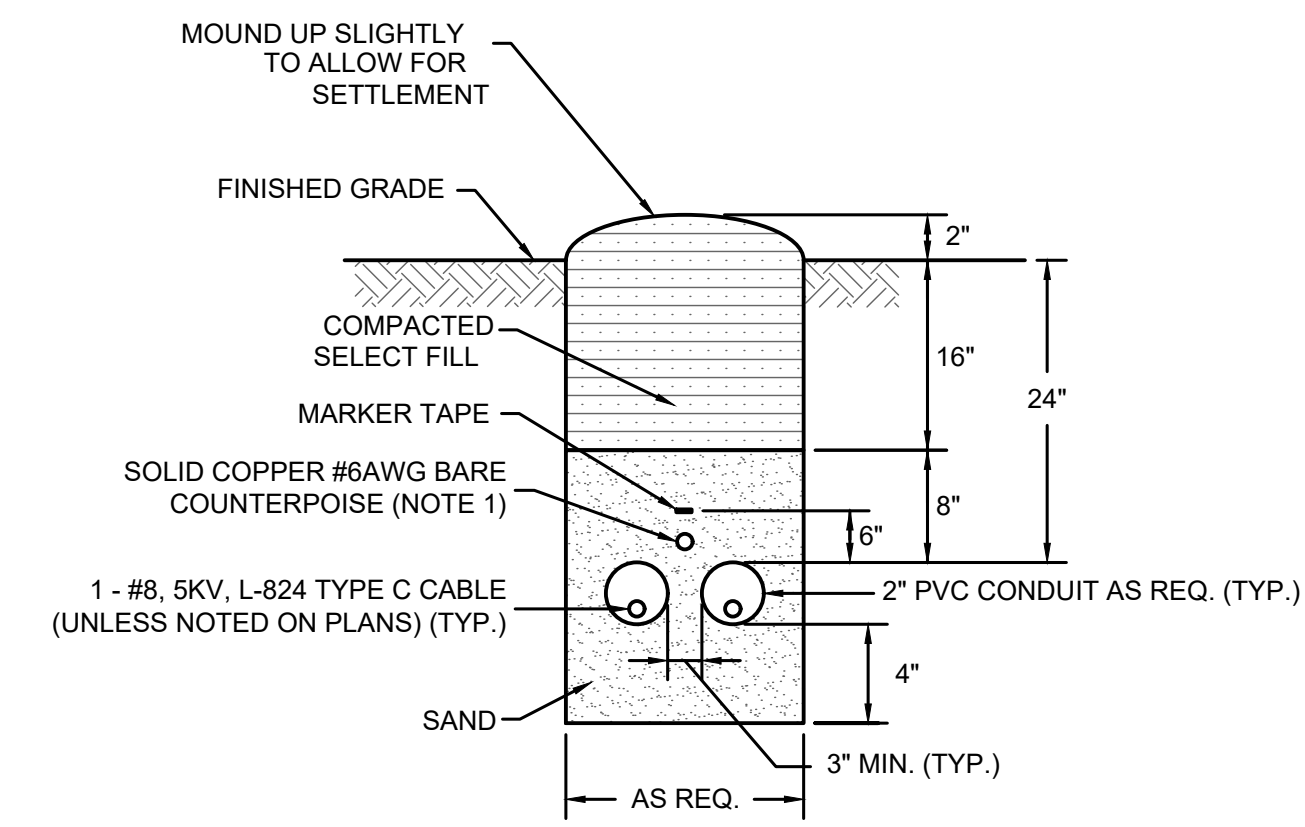 MOUND UP SLIGHTLY
TO ALLOW FOR
SETTLEMENT
FINISHED GRADE
2"
COMPACTED
SELECT FILL
16"
24"
MARKER TAPE
SOLID COPPER #6AWG BARE
COUNTERPOISE (NOTE 1)
8"
6"
1 - #8, 5KV, L-824 TYPE C CABLE
(UNLESS NOTED ON PLANS) (TYP.)
2" PVC CONDUIT AS REQ. (TYP.)
4"
SAND
3" MIN. (TYP.)
AS REQ.